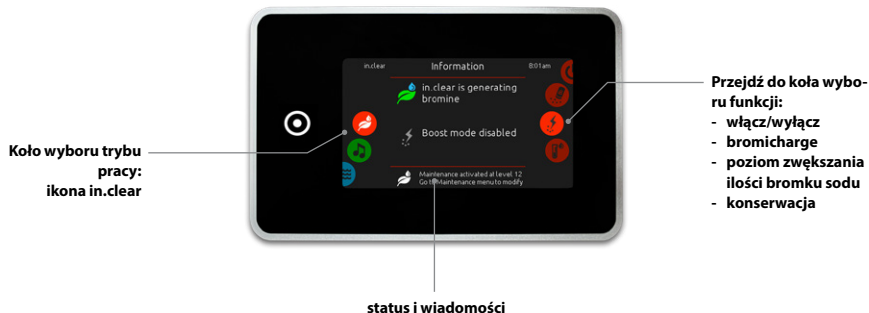 in.clear
Information
8:01am
in.clear is generating
bromine
Boost mode disabled
Maintenance activated at level 12
Go to Maintenance menu to modify
Koło wyboru trybu
pracy:
ikona in.clear
Przejdź do koła wybo-
ru funkcji:
- włącz/wyłącz
- bromicharge
- poziom zwększania
ilości bromku sodu
- konserwacja
status i wiadomości